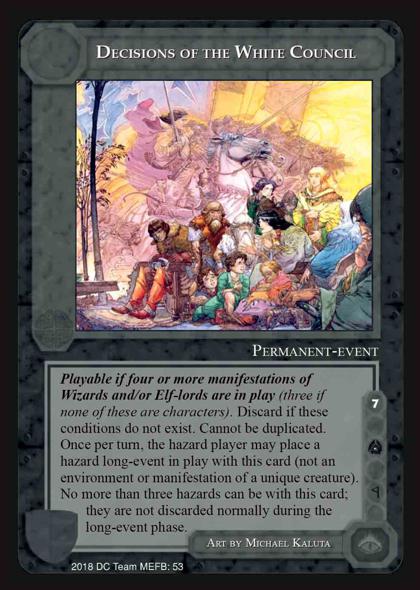 Decisions of the White Council
Permanent-event
Playable if four or more manifestations of
Wizards and/or Elf-lords are in play (three if
none of these are characters). Discard if these
conditions do not exist. Cannot be duplicated.
Once per turn, the hazard player may place a
hazard long-event in play with this card (not an
environment or manifestation of a unique creature).
No more than three hazards can be with this card;
they are not discarded normally during the
long-event phase.
7
Art by Michael Kaluta
2018 DC Team MEFB: 53